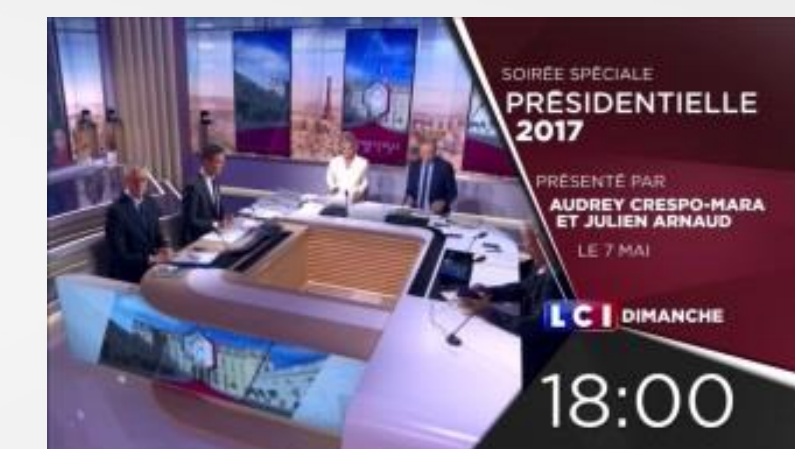 SOIRÉE SPÉCIALE
PRÉSIDENTIELLE
2017
PRÉSENTÉ PAR
AUDREY CRESPO-MARA
ET JULIEN ARNAUD
LE 7 MAI
LCI DIMANCHE
18:00